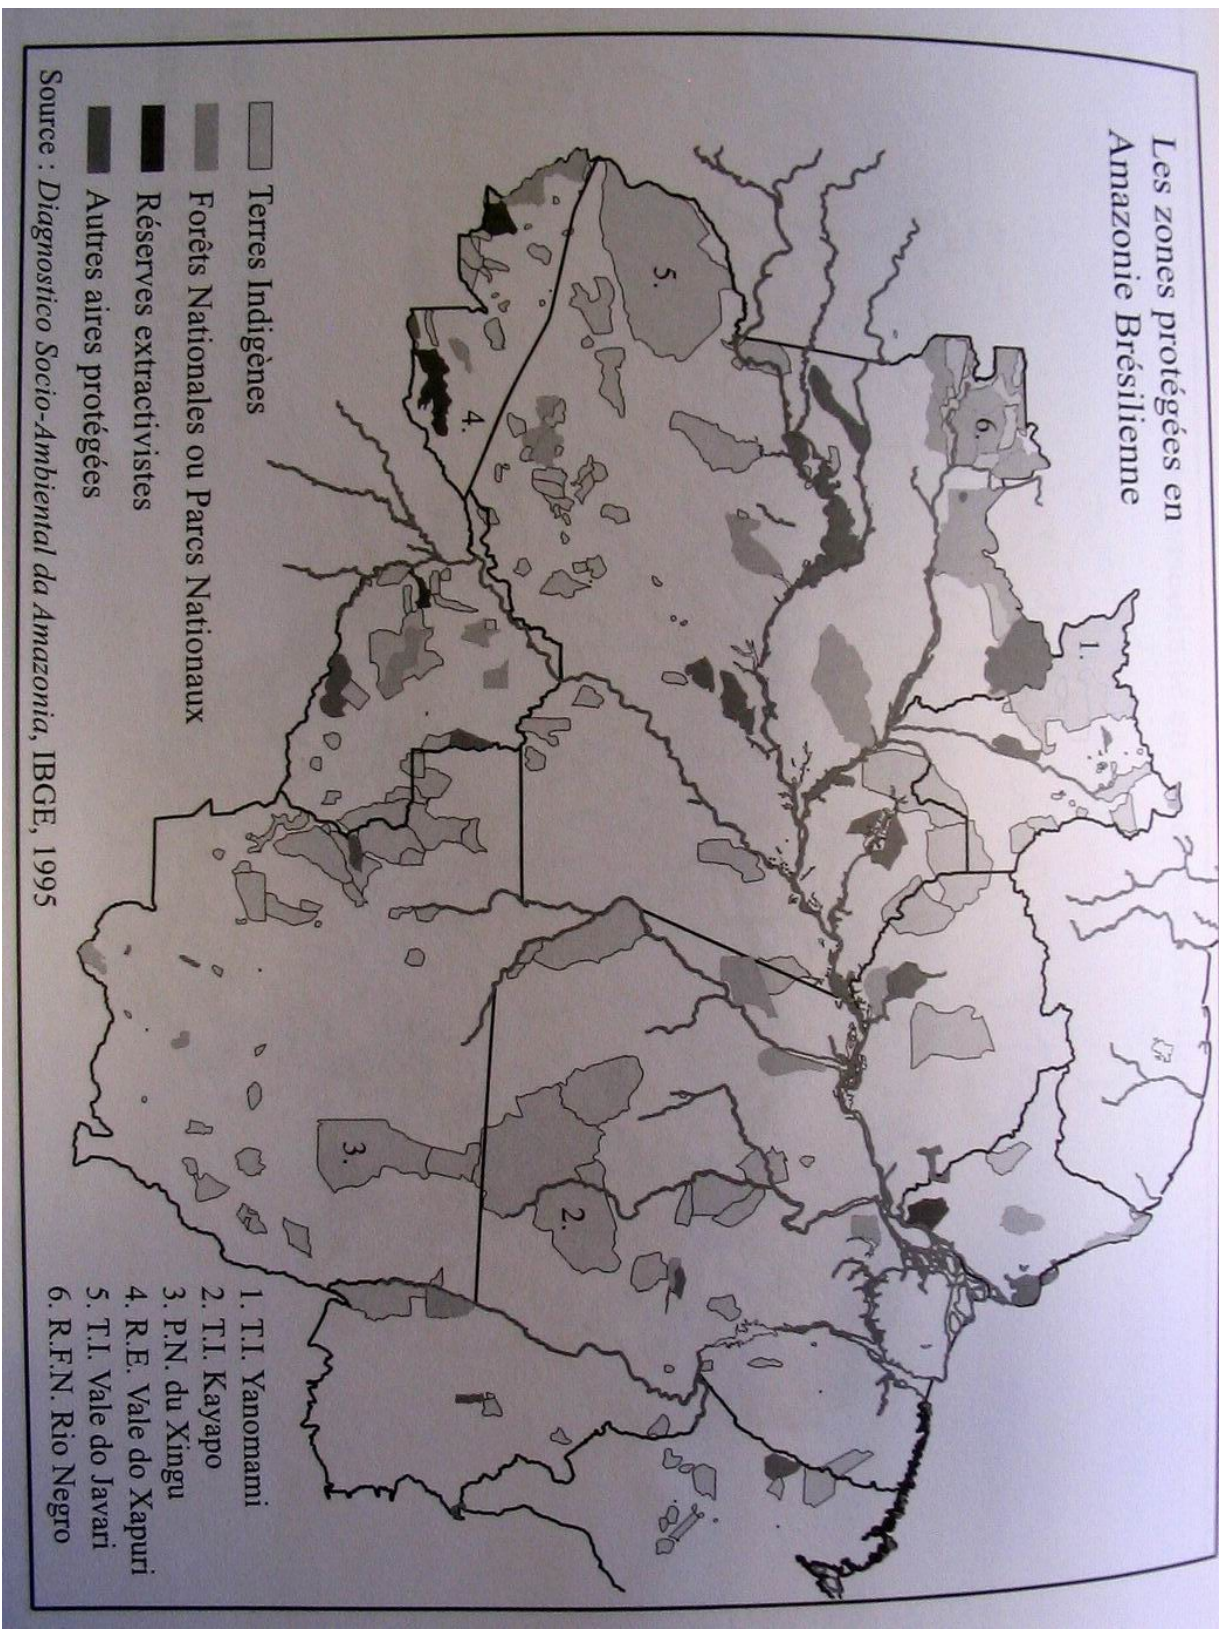 Les zones protégées en
Amazonie Brésilienne
1.
6.
5.
4.
2.
3.
Terres Indigènes
Forêts Nationales ou Parcs Nationaux
Réserves extractivistes
Autres aires protégées
Source : Diagnostico Socio-Ambiental da Amazonia, IBGE, 1995
1. T.I. Yanomami
2. T.I. Kayapo
3. P.N. du Xingu
4. R.E. Vale do Xapuri
5. T.I. Vale do Javari
6. R.F.N. Rio Negro